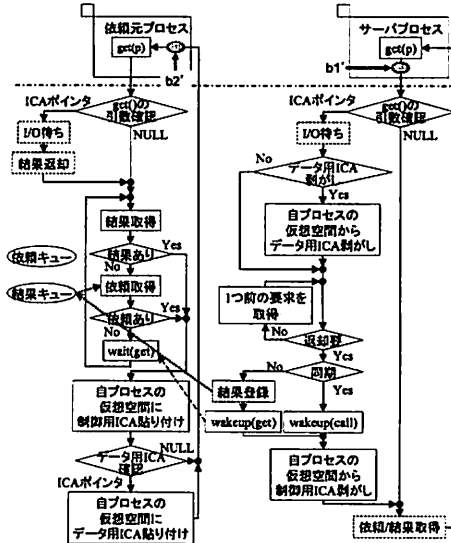 依頼元プロセス
get(p)
b2'
ICAポインタ
get()の
引数確認
NULL
I/O待ち
結果返却
結果取得
結果あり
Yes
No
依頼キュー
依頼取得
結果キュー
依頼あり
Yes
No
wait(get)
自プロセスの
仮想空間に
制御用ICA貼り付け
データ用ICA
確認
NULL
ICAポインタ
自プロセスの
仮想空間に
データ用ICA貼り付け
サーバプロセス
get(p)
b1'
ICAポインタ
get()の
引数確認
NULL
I/O待ち
No
データ用ICA
剥がし
Yes
自プロセスの
仮想空間から
データ用ICA剥がし
1つ前の要求を
取得
No
返却要
Yes
No
同期
Yes
結果登録
wakeup(get)
wakeup(call)
自プロセスの
仮想空間から
制御用ICA剥がし
依頼/結果取得